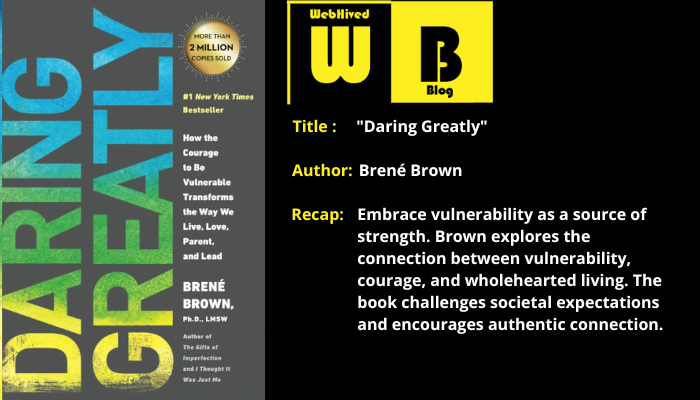 DARING
GREATLY
MORE THAN
2 MILLION
COPIES SOLD
#1 New York Times
Bestseller
How the
Courage
to Be
Vulnerable
Transforms
the Way We
Live, Love,
Parent,
and Lead
BRENÉ
BROWN,
Ph.D., LMSW
Author of
The Gifts of
Imperfection
and I Thought It
Was Just Me
WebHived
W
B
Blog
Title : "Daring Greatly"
Author: Brené Brown
Recap: Embrace vulnerability as a source of
strength. Brown explores the
connection between vulnerability,
courage, and wholehearted living. The
book challenges societal expectations
and encourages authentic connection.